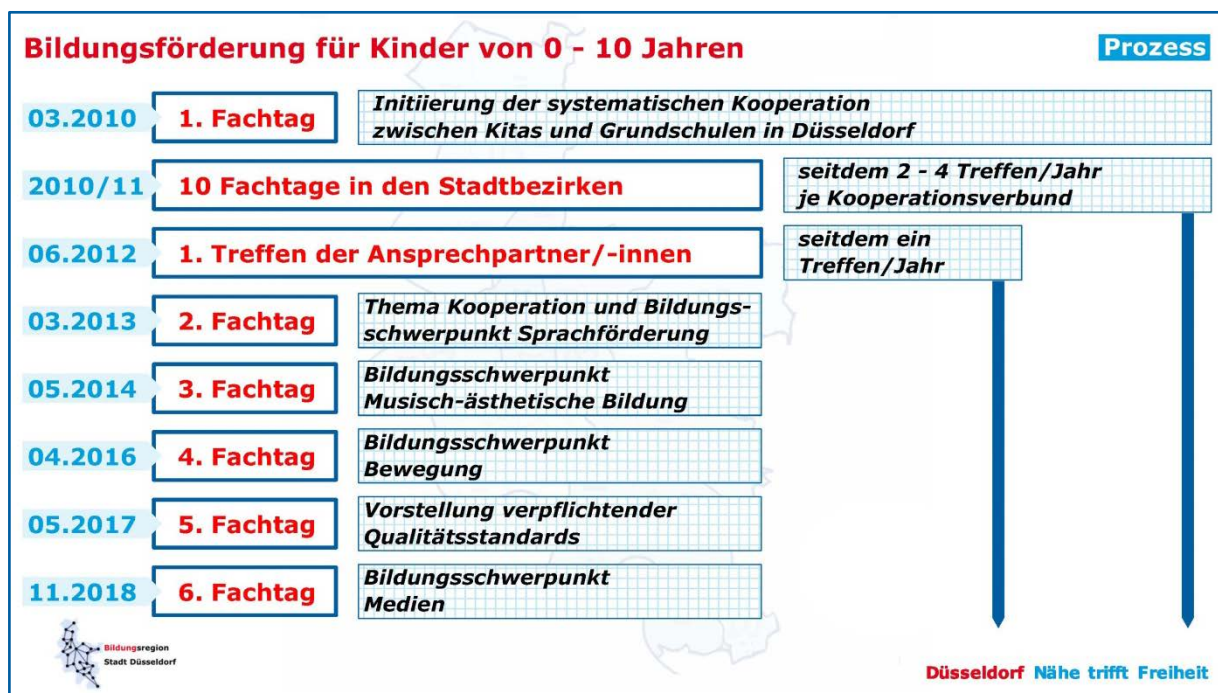 Bildungsförderung für Kinder von 0 - 10 Jahren
Prozess
03.2010
1. Fachtag
Initiierung der systematischen Kooperation
zwischen Kitas und Grundschulen in Düsseldorf
2010/11
10 Fachtage in den Stadtbezirken
seitdem 2 - 4 Treffen/Jahr
je Kooperationsverbund
06.2012
1. Treffen der Ansprechpartner/-innen
seitdem ein
Treffen/Jahr
03.2013
2. Fachtag
Thema Kooperation und Bildungs-
schwerpunkt Sprachförderung
05.2014
3. Fachtag
Bildungsschwerpunkt
Musisch-ästhetische Bildung
04.2016
4. Fachtag
Bildungsschwerpunkt
Bewegung
05.2017
5. Fachtag
Vorstellung verpflichtender
Qualitätsstandards
11.2018
6. Fachtag
Bildungsschwerpunkt
Medien
Bildungsregion
Stadt Düsseldorf
Düsseldorf Nähe trifft Freiheit